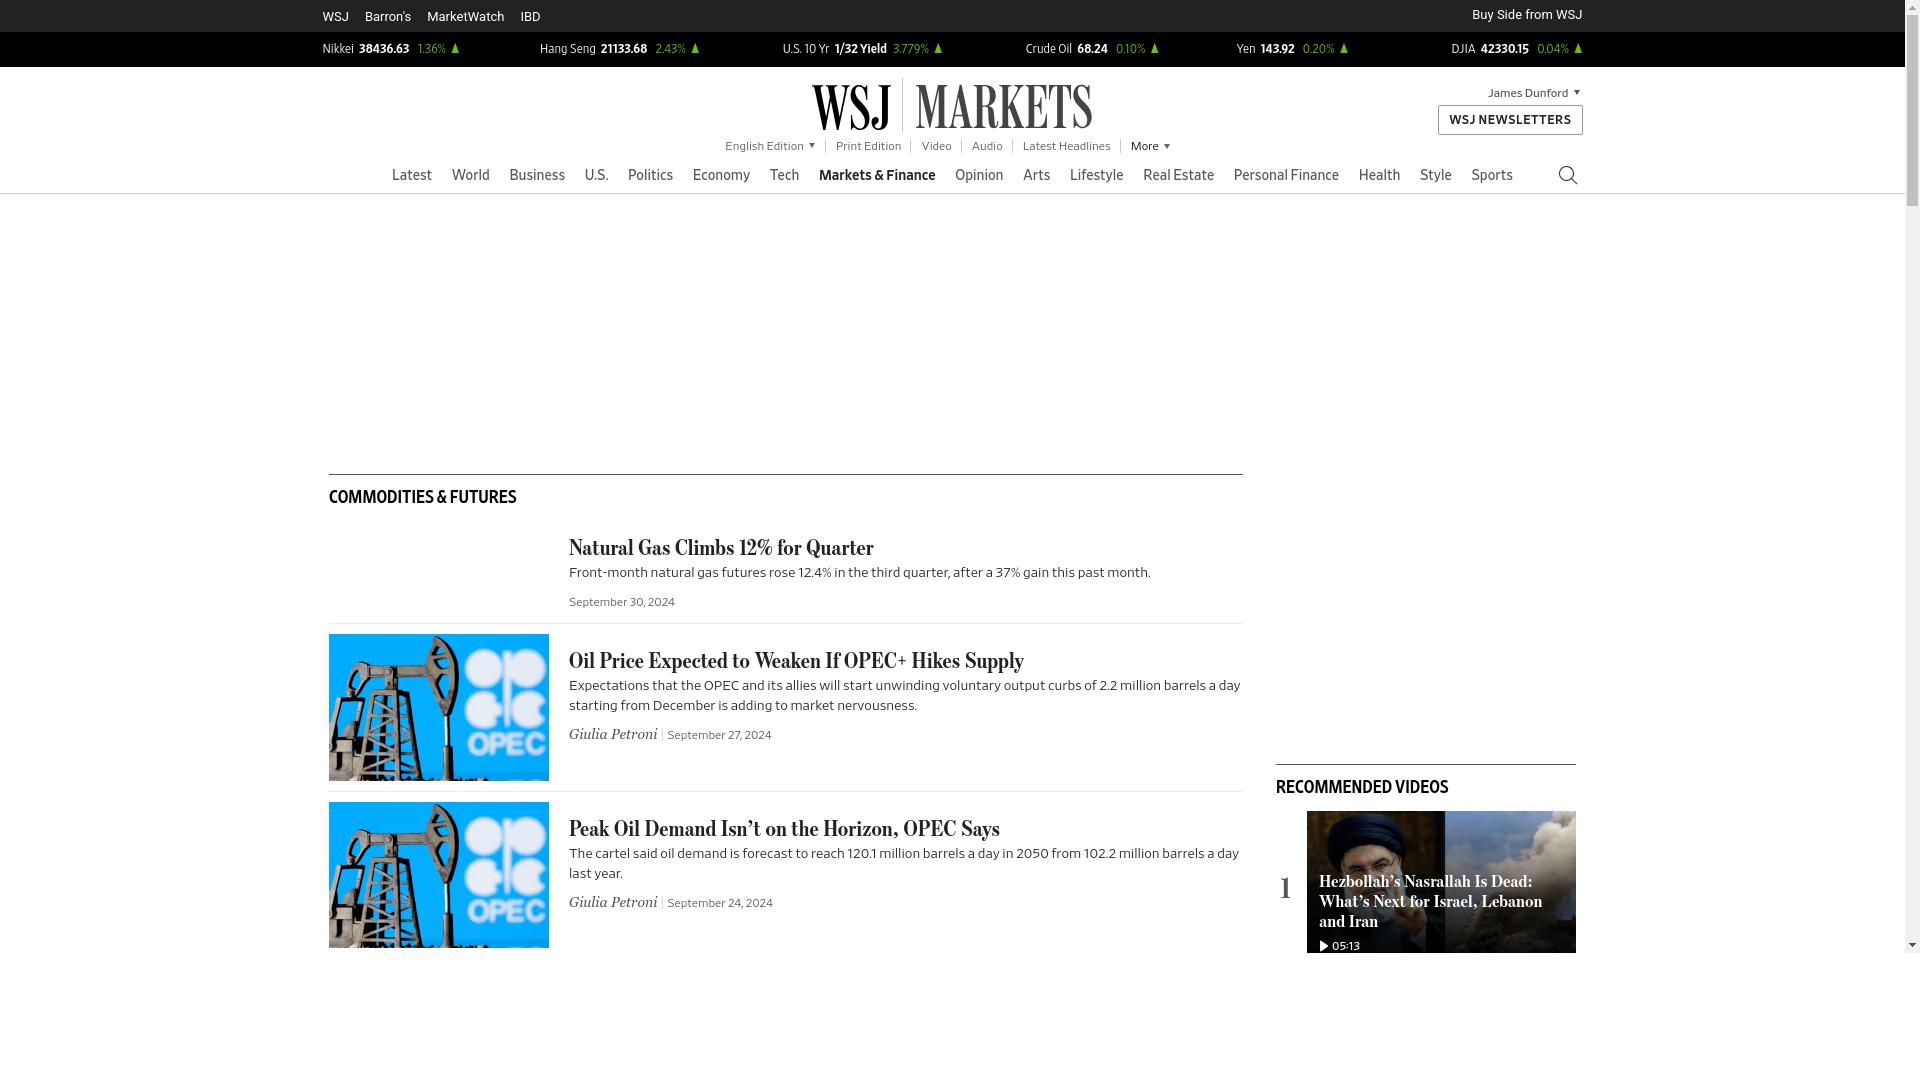 WSJ Barron's MarketWatch IBD Buy Side from WSJ
Nikkei 38436.63 1.36% ▲ Hang Seng 21133.68 2.43% ▲ U.S. 10 Yr 1/32 Yield 3.779% ▲ Crude Oil 68.24 0.10% ▲ Yen 143.92 0.20% ▲ DJIA 42330.15 0.04% ▲
WSJ MARKETS
James Dunford ▼
WSJ NEWSLETTERS
English Edition ▼ Print Edition Video Audio Latest Headlines More ▼
Latest World Business U.S. Politics Economy Tech Markets & Finance Opinion Arts Lifestyle Real Estate Personal Finance Health Style Sports
COMMODITIES & FUTURES
Natural Gas Climbs 12% for Quarter
Front-month natural gas futures rose 12.4% in the third quarter, after a 37% gain this past month.
September 30, 2024
OPEC
Oil Price Expected to Weaken If OPEC+ Hikes Supply
Expectations that the OPEC and its allies will start unwinding voluntary output curbs of 2.2 million barrels a day
starting from December is adding to market nervousness.
Giulia Petroni September 27, 2024
OPEC
Peak Oil Demand Isn’t on the Horizon, OPEC Says
The cartel said oil demand is forecast to reach 120.1 million barrels a day in 2050 from 102.2 million barrels a day
last year.
Giulia Petroni September 24, 2024
RECOMMENDED VIDEOS
1
Hezbollah’s Nasrallah Is Dead:
What’s Next for Israel, Lebanon
and Iran
05:13